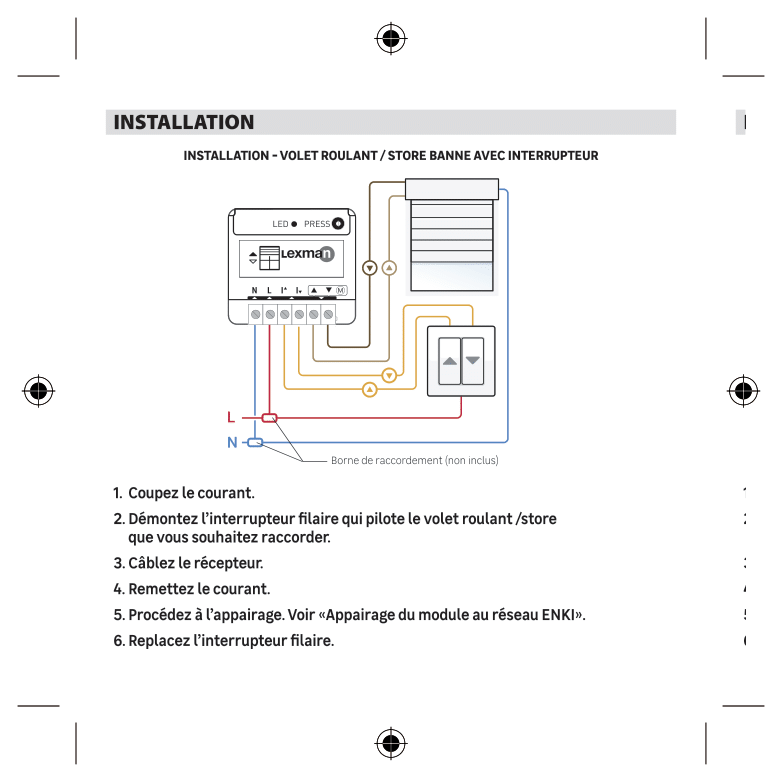 INSTALLATION
INSTALLATION - VOLET ROULANT / STORE BANNE AVEC INTERRUPTEUR
LED PRESS
Lexman
N L I▲ I▼ ▲ ▼ M
L
N
Borne de raccordement (non inclus)
1. Coupez le courant.
2. Démontez l’interrupteur filaire qui pilote le volet roulant /store
que vous souhaitez raccorder.
3. Câblez le récepteur.
4. Remettez le courant.
5. Procédez à l’appairage. Voir «Appairage du module au réseau ENKI».
6. Replacez l’interrupteur filaire.